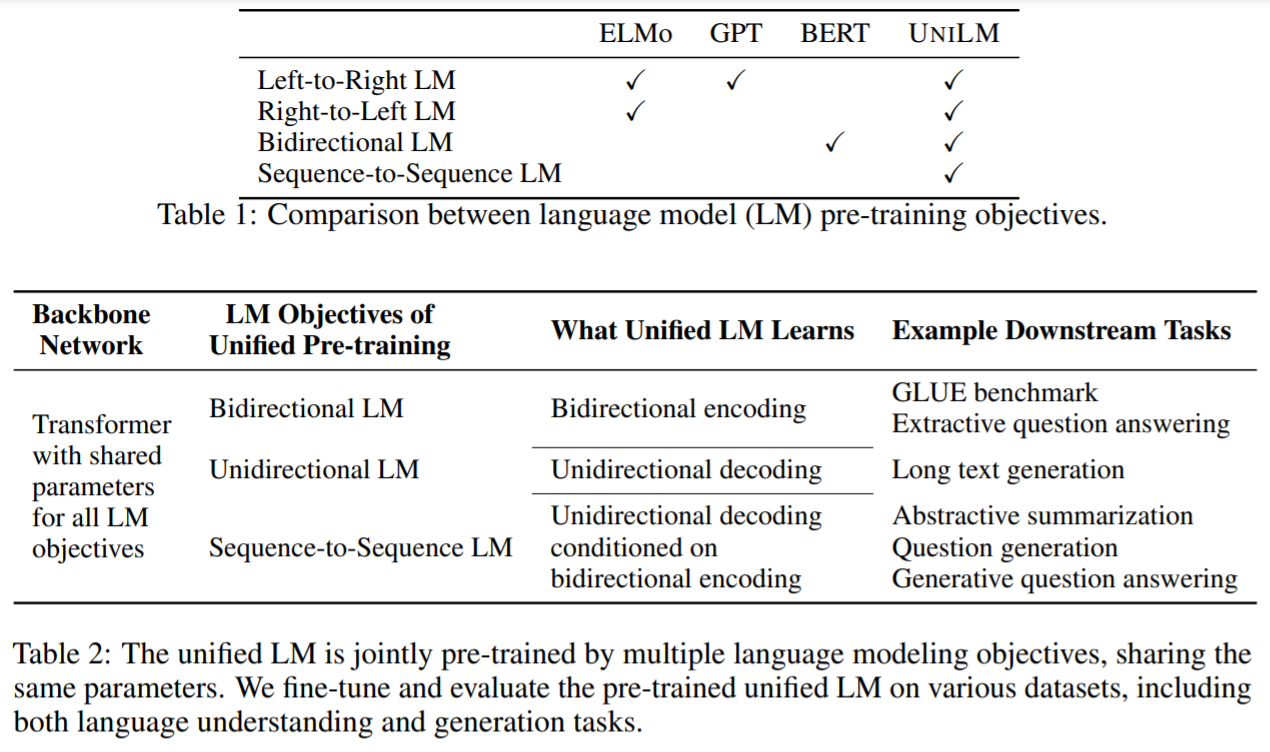 ELMo GPT BERT UNILM
Left-to-Right LM ✓ ✓ ✓
Right-to-Left LM ✓ ✓
Bidirectional LM ✓ ✓
Sequence-to-Sequence LM ✓
Table 1: Comparison between language model (LM) pre-training objectives.
Backbone
Network
LM Objectives of
Unified Pre-training
What Unified LM Learns
Example Downstream Tasks
Transformer
with shared
parameters
for all LM
objectives
Bidirectional LM
Bidirectional encoding
GLUE benchmark
Extractive question answering
Unidirectional LM
Unidirectional decoding
Long text generation
Sequence-to-Sequence LM
Unidirectional decoding
conditioned on
bidirectional encoding
Abstractive summarization
Question generation
Generative question answering
Table 2: The unified LM is jointly pre-trained by multiple language modeling objectives, sharing the
same parameters. We fine-tune and evaluate the pre-trained unified LM on various datasets, including
both language understanding and generation tasks.